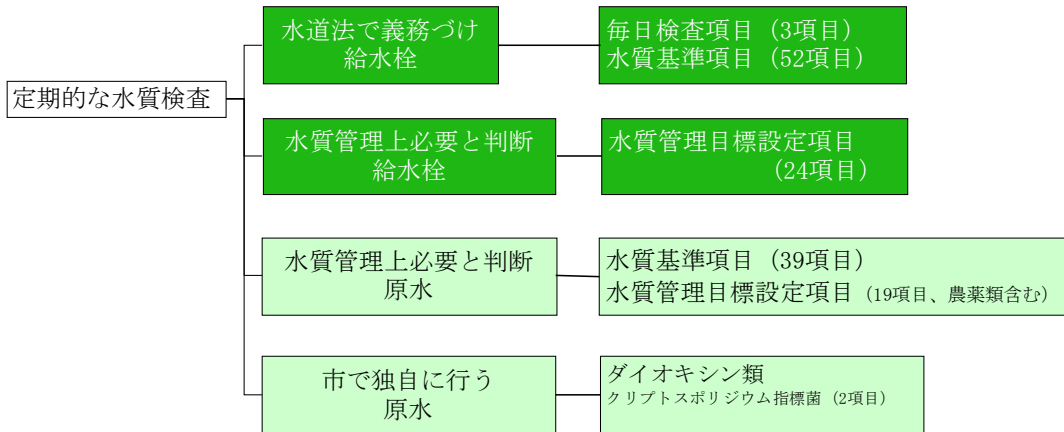 定期的な水質検査
水道法で義務づけ
給水栓
毎日検査項目（3項目）
水質基準項目（52項目）
水質管理上必要と判断
給水栓
水質管理目標設定項目
（24項目）
水質管理上必要と判断
原水
水質基準項目（39項目）
水質管理目標設定項目（19項目、農薬類含む）
市で独自に行う
原水
ダイオキシン類
クリプトスポリジウム指標菌（2項目）